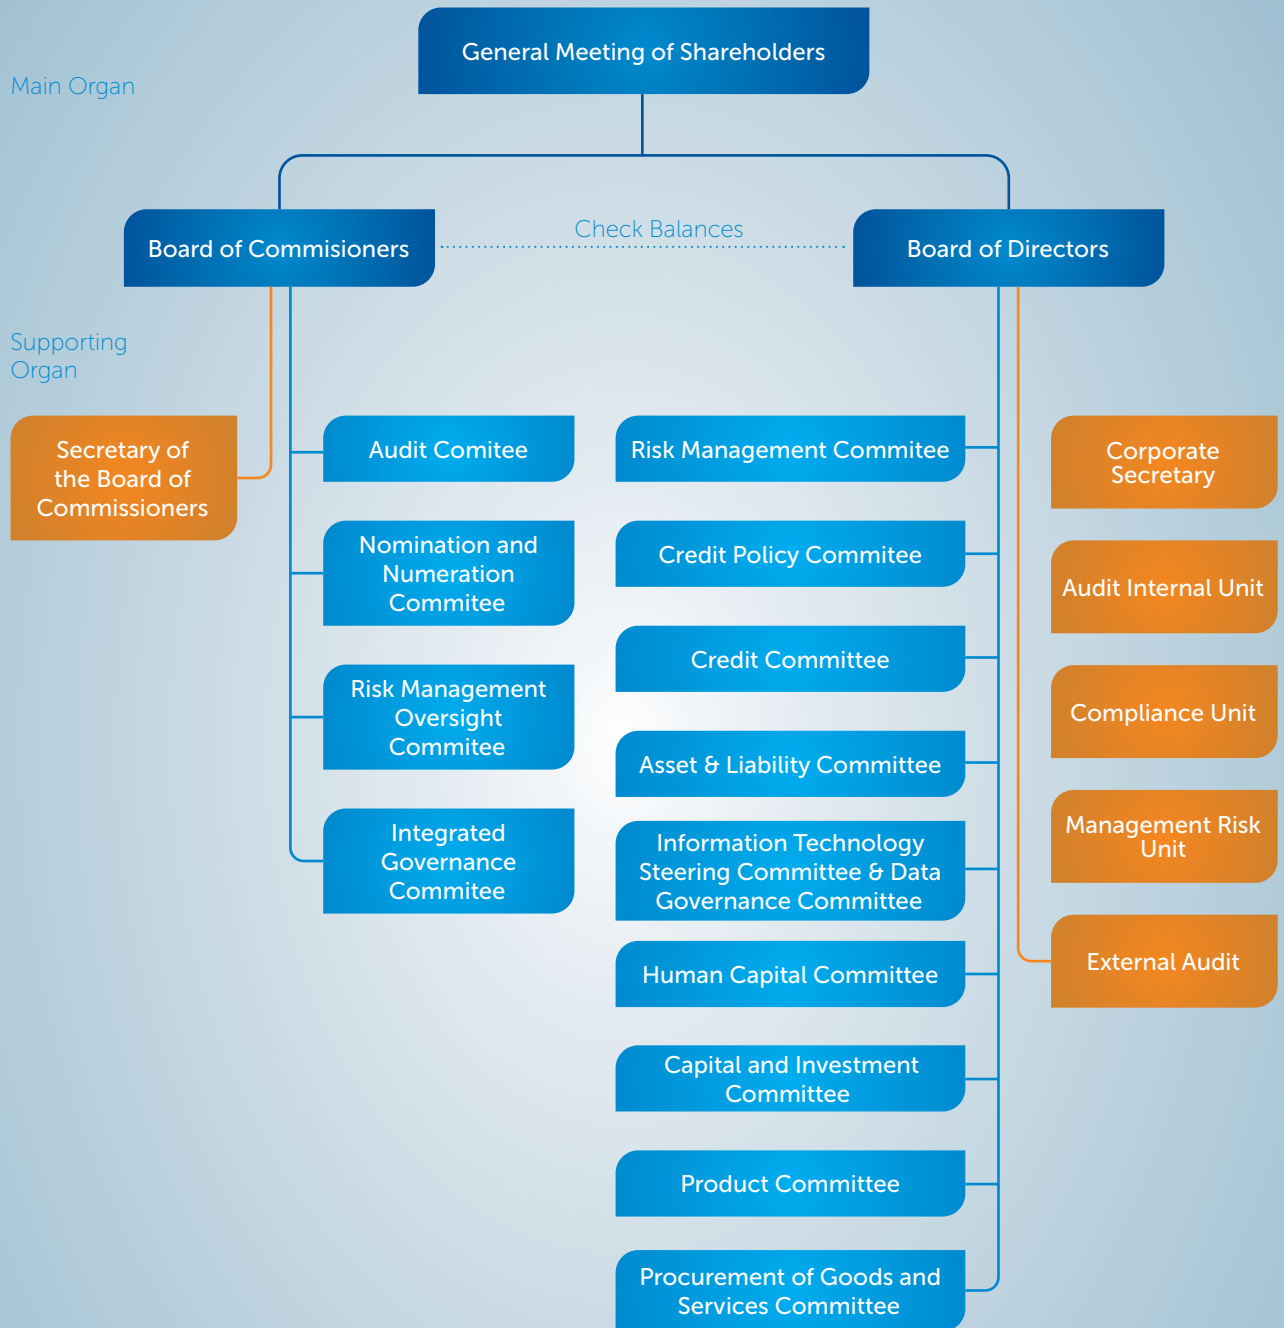 General Meeting of Shareholders
Main Organ
Board of Commisioners
Check Balances
Board of Directors
Supporting
Organ
Secretary of
the Board of
Commissioners
Audit Comitee
Nomination and
Numeration
Commitee
Risk Management
Oversight
Commitee
Integrated
Governance
Commitee
Risk Management Commitee
Credit Policy Commitee
Credit Committee
Asset & Liability Committee
Information Technology
Steering Committee & Data
Governance Committee
Human Capital Committee
Capital and Investment
Committee
Product Committee
Procurement of Goods and
Services Committee
Corporate
Secretary
Audit Internal Unit
Compliance Unit
Management Risk
Unit
External Audit